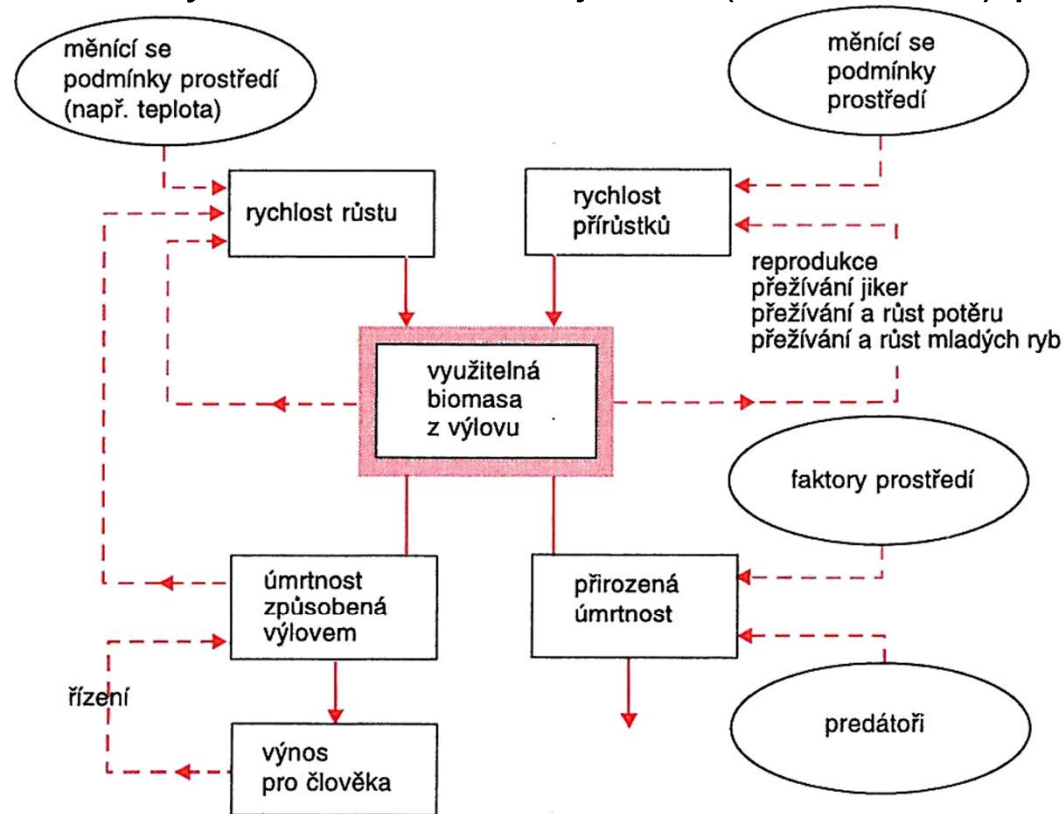 měnící se
podmínky prostředí
(např. teplota)
měnící se
podmínky
prostředí
rychlost růstu
rychlost
přírůstků
reprodukce
přežívání jiker
přežívání a růst potěru
přežívání a růst mladých ryb
využitelná
biomasa
z výlovu
faktory prostředí
úmrtnost
způsobená
výlovem
přirozená
úmrtnost
řízení
výnos
pro člověka
predátoři